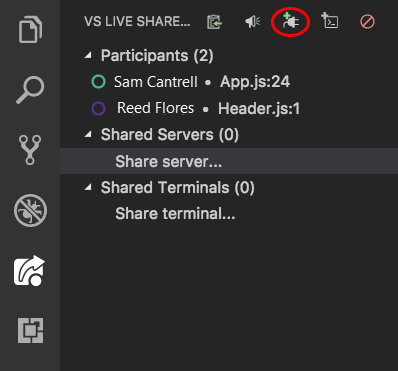 VS LIVE SHARE...
Participants (2)
Sam Cantrell • App.js:24
Reed Flores • Header.js:1
Shared Servers (0)
Share server...
Shared Terminals (0)
Share terminal...